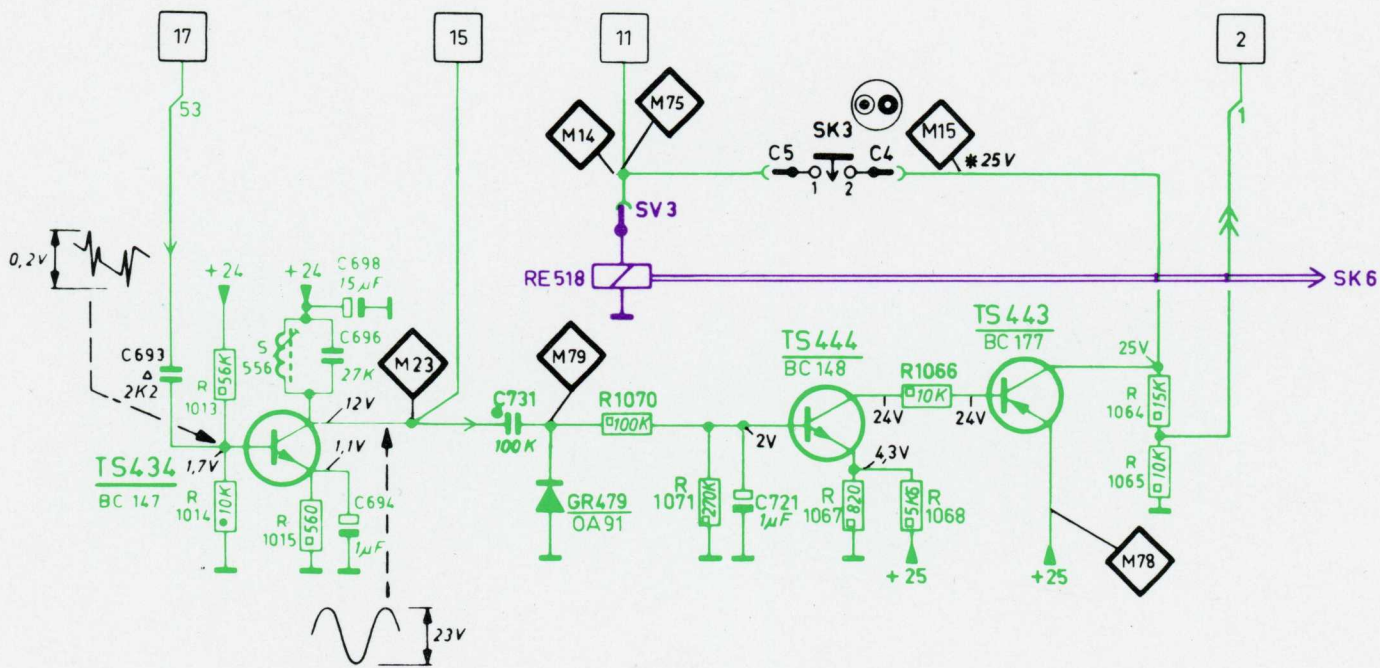 17
15
11
2
53
M14
M75
SK3
M15
C5
C4
1
2
* 25V
1
SV3
RE518
SK6
0,2V
+24
+24
C698
15µF
S
556
C696
27K
C693
Δ
2K2
R
1013
56K
12V
M23
M79
C731
100K
R1070
100K
TS444
BC148
R1066
10K
TS443
BC177
25V
24V
24V
R
1064
15K
1,7V
1,1V
2V
4,3V
TS434
BC147
R
1014
10K
R
1015
560
C694
1µF
GR479
OA91
R
1071
270K
C721
1µF
R
1067
820
5K6
R
1068
R
1065
10K
+25
+25
M78
23V